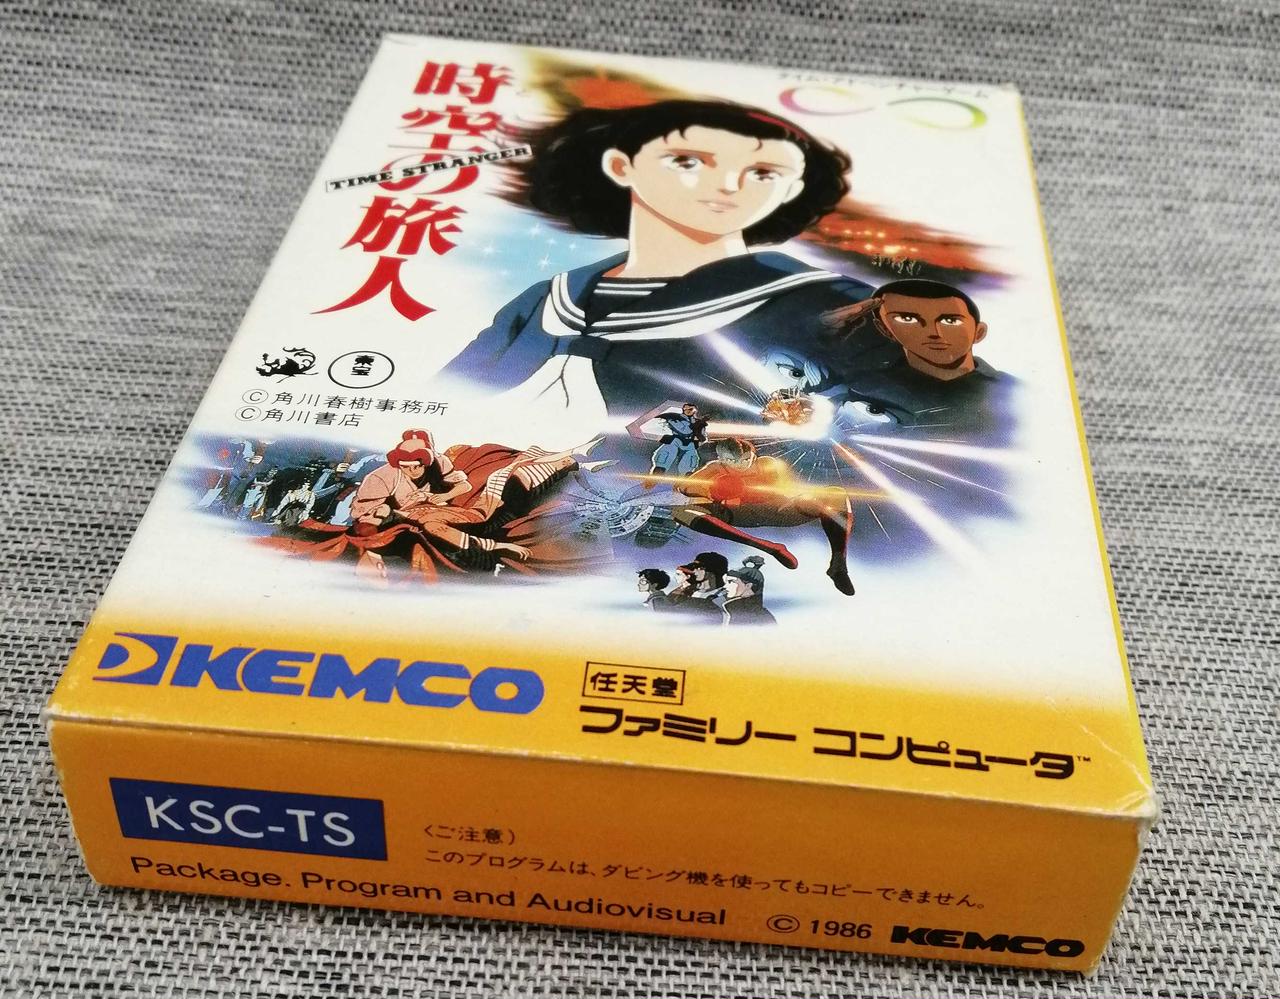 タイム・アドベンチャーゲーム
時空の旅人
TIME STRANGER
東宝
©角川春樹事務所
©角川書店
KEMCO
任天堂
ファミリー コンピュータ™
KSC-TS
〈ご注意〉
このプログラムは、ダビング機を使ってもコピーできません。
Package. Program and Audiovisual © 1986 KEMCO